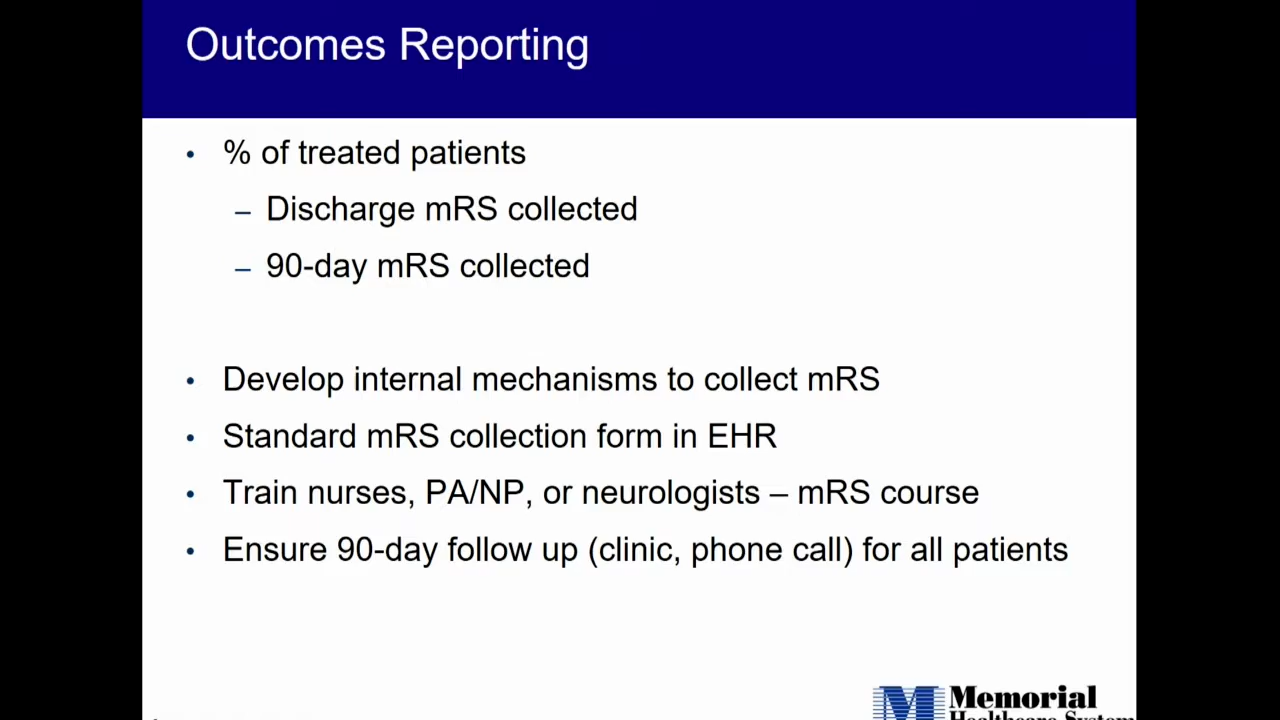 Outcomes Reporting
• % of treated patients
– Discharge mRS collected
– 90-day mRS collected
• Develop internal mechanisms to collect mRS
• Standard mRS collection form in EHR
• Train nurses, PA/NP, or neurologists – mRS course
• Ensure 90-day follow up (clinic, phone call) for all patients
M Memorial
Healthcare System